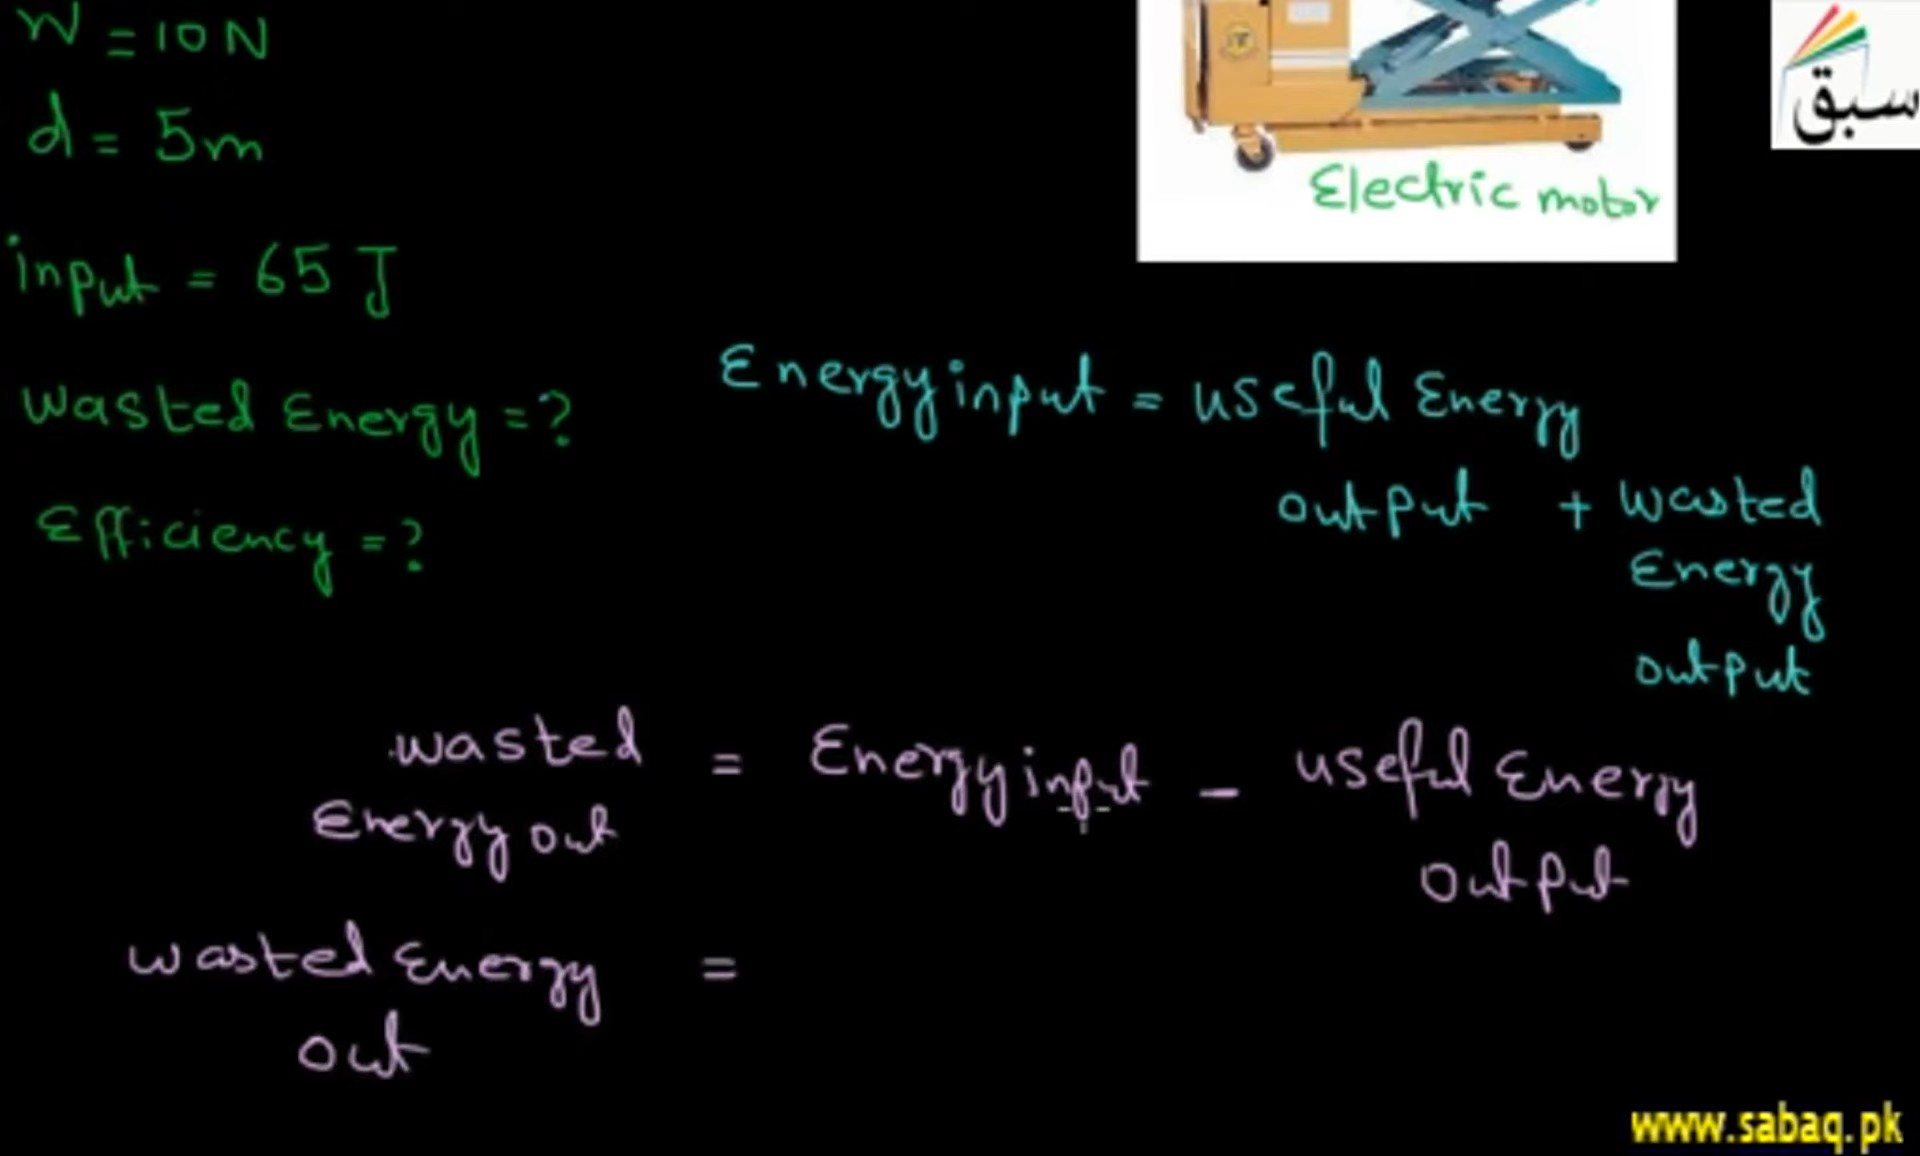 W = 10 N
d = 5m
input = 65 J
Wasted Energy = ?
Efficiency = ?
Electric motor
سبق
Energy input = useful Energy
output + wasted
Energy
output
wasted = Energy input - useful Energy
Energy out
output
wasted Energy =
out
www.sabaq.pk